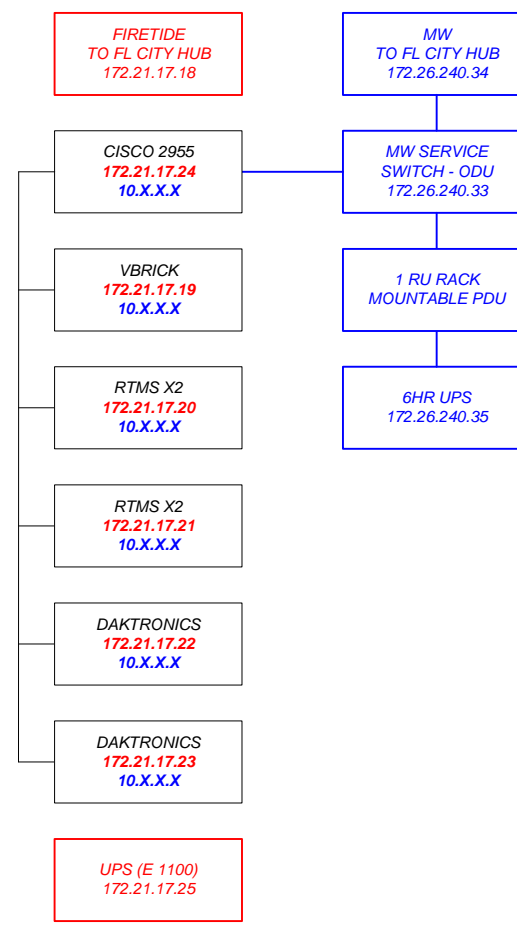 FIRETIDE
TO FL CITY HUB
172.21.17.18
MW
TO FL CITY HUB
172.26.240.34
CISCO 2955
172.21.17.24
10.X.X.X
MW SERVICE
SWITCH - ODU
172.26.240.33
VBRICK
172.21.17.19
10.X.X.X
1 RU RACK
MOUNTABLE PDU
RTMS X2
172.21.17.20
10.X.X.X
6HR UPS
172.26.240.35
RTMS X2
172.21.17.21
10.X.X.X
DAKTRONICS
172.21.17.22
10.X.X.X
DAKTRONICS
172.21.17.23
10.X.X.X
UPS (E 1100)
172.21.17.25